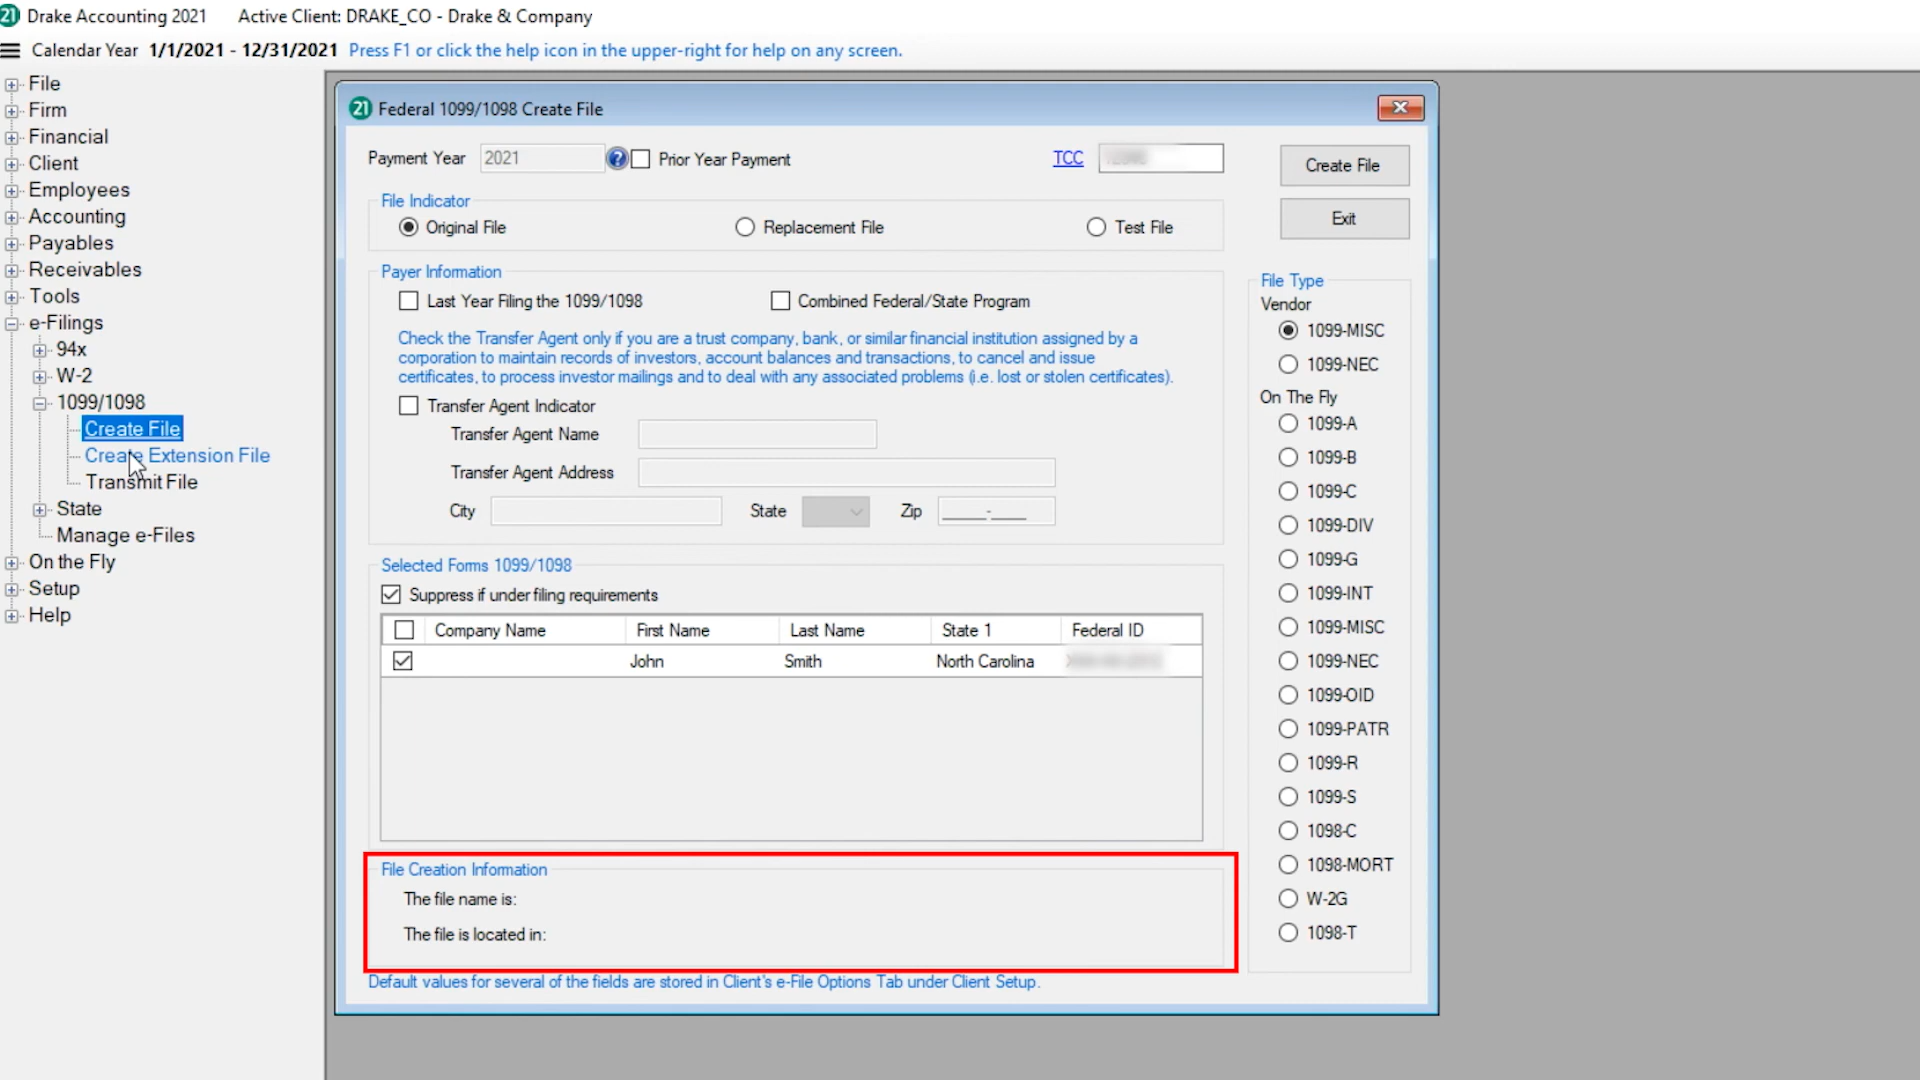 21 Drake Accounting 2021 Active Client: DRAKE_CO - Drake & Company
Calendar Year 1/1/2021 - 12/31/2021 Press F1 or click the help icon in the upper-right for help on any screen.
File
Firm
Financial
Client
Employees
Accounting
Payables
Receivables
Tools
e-Filings
94x
W-2
1099/1098
Create File
Create Extension File
Transmit File
State
Manage e-Files
On the Fly
Setup
Help
21 Federal 1099/1098 Create File
Payment Year 2021 ? Prior Year Payment TCC
Create File
Exit
File Indicator
Original File Replacement File Test File
Payer Information
Last Year Filing the 1099/1098 Combined Federal/State Program
Check the Transfer Agent only if you are a trust company, bank, or similar financial institution assigned by a
corporation to maintain records of investors, account balances and transactions, to cancel and issue
certificates, to process investor mailings and to deal with any associated problems (i.e. lost or stolen certificates).
Transfer Agent Indicator
Transfer Agent Name
Transfer Agent Address
City State Zip _____-____
Selected Forms 1099/1098
Suppress if under filing requirements
Company Name First Name Last Name State 1 Federal ID
John Smith North Carolina
File Creation Information
The file name is:
The file is located in:
Default values for several of the fields are stored in Client's e-File Options Tab under Client Setup.
File Type
Vendor
1099-MISC
1099-NEC
On The Fly
1099-A
1099-B
1099-C
1099-DIV
1099-G
1099-INT
1099-MISC
1099-NEC
1099-OID
1099-PATR
1099-R
1099-S
1098-C
1098-MORT
W-2G
1098-T